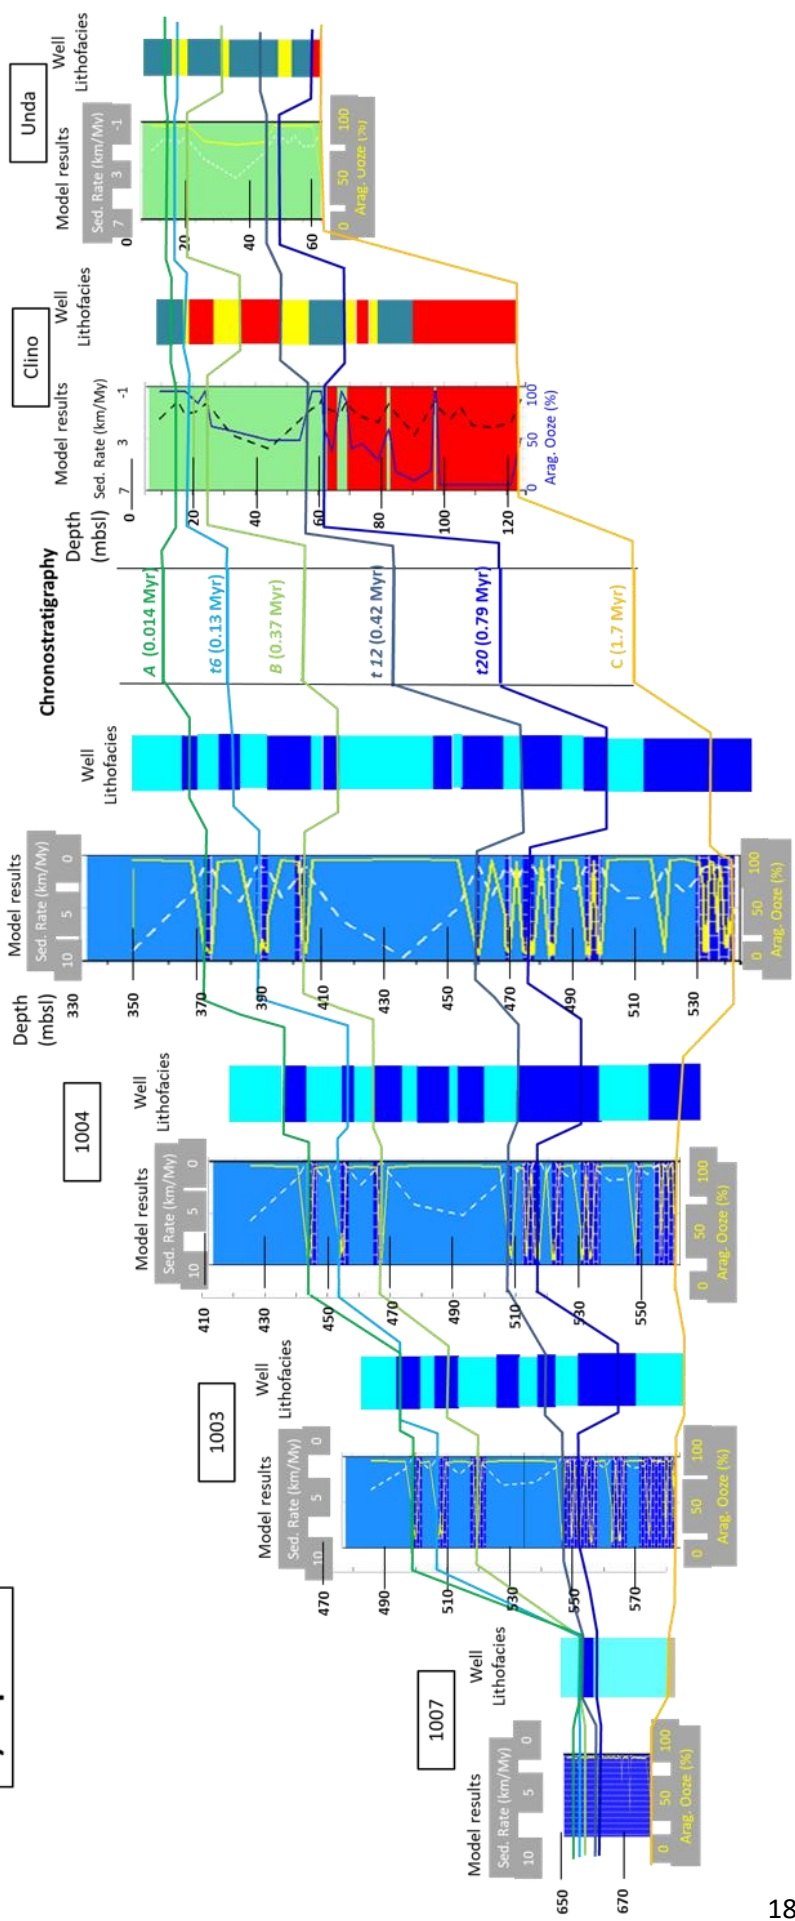 1007
Model results
Sed. Rate (km/My)
10 5 0
650
670
0 50 100
Arag. Ooze (%)
Well
Lithofacies
1003
Model results
Sed. Rate (km/My)
10 5 0
470
490
510
530
550
570
0 50 100
Arag. Ooze (%)
Well
Lithofacies
1004
Model results
Sed. Rate (km/My)
10 5 0
410
430
450
470
490
510
530
550
0 50 100
Arag. Ooze (%)
Well
Lithofacies
Depth
(mbsl)
Model results
Sed. Rate (km/My)
10 5 0
330
350
370
390
410
430
450
470
490
510
530
0 50 100
Arag. Ooze (%)
Well
Lithofacies
Chronostratigraphy
A (0.014 Myr)
t6 (0.13 Myr)
B (0.37 Myr)
t 12 (0.42 Myr)
t20 (0.79 Myr)
C (1.7 Myr)
Depth
(mbsl)
Clino
Model results
Sed. Rate (km/My)
7 3 -1
0
20
40
60
80
100
120
0 50 100
Arag. Ooze (%)
Well
Lithofacies
Unda
Model results
Sed. Rate (km/My)
7 3 -1
0
20
40
60
0 50 100
Arag. Ooze (%)
Well
Lithofacies
18